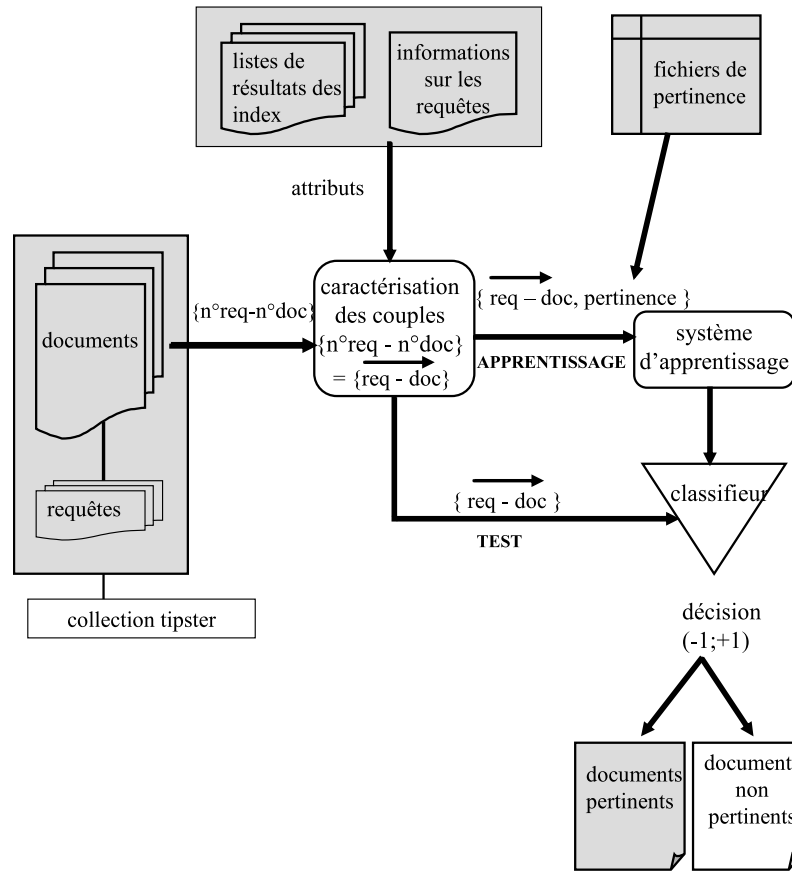 listes de
résultats des
index
informations
sur les
requêtes
fichiers de
pertinence
attributs
documents
requêtes
collection tipster
{n°req-n°doc}
caractérisation
des couples
{n°req - n°doc}
= {req - doc}
{ req – doc, pertinence }
APPRENTISSAGE
système
d'apprentissage
{ req - doc }
TEST
classifieur
décision
(-1;+1)
documents
pertinents
document
non
pertinents